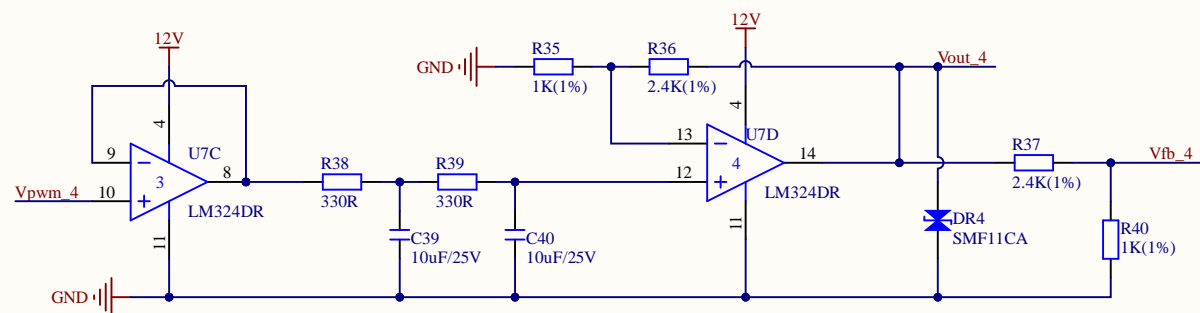 12V
4
U7C
9
3
8
10
Vpwm_4
LM324DR
11
GND
R38
330R
R39
330R
C39
10uF/25V
C40
10uF/25V
GND
R35
1K(1%)
R36
2.4K(1%)
12V
4
U7D
13
4
14
12
LM324DR
11
Vout_4
R37
2.4K(1%)
Vfb_4
DR4
SMF11CA
R40
1K(1%)